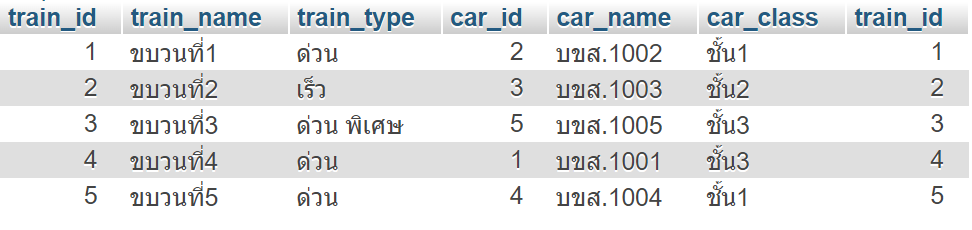 train_id train_name train_type car_id car_name car_class train_id
1 ขบวนที่1 ด่วน 2 บขส.1002 ชั้น1 1
2 ขบวนที่2 เร็ว 3 บขส.1003 ชั้น2 2
3 ขบวนที่3 ด่วน พิเศษ 5 บขส.1005 ชั้น3 3
4 ขบวนที่4 ด่วน 1 บขส.1001 ชั้น3 4
5 ขบวนที่5 ด่วน 4 บขส.1004 ชั้น1 5